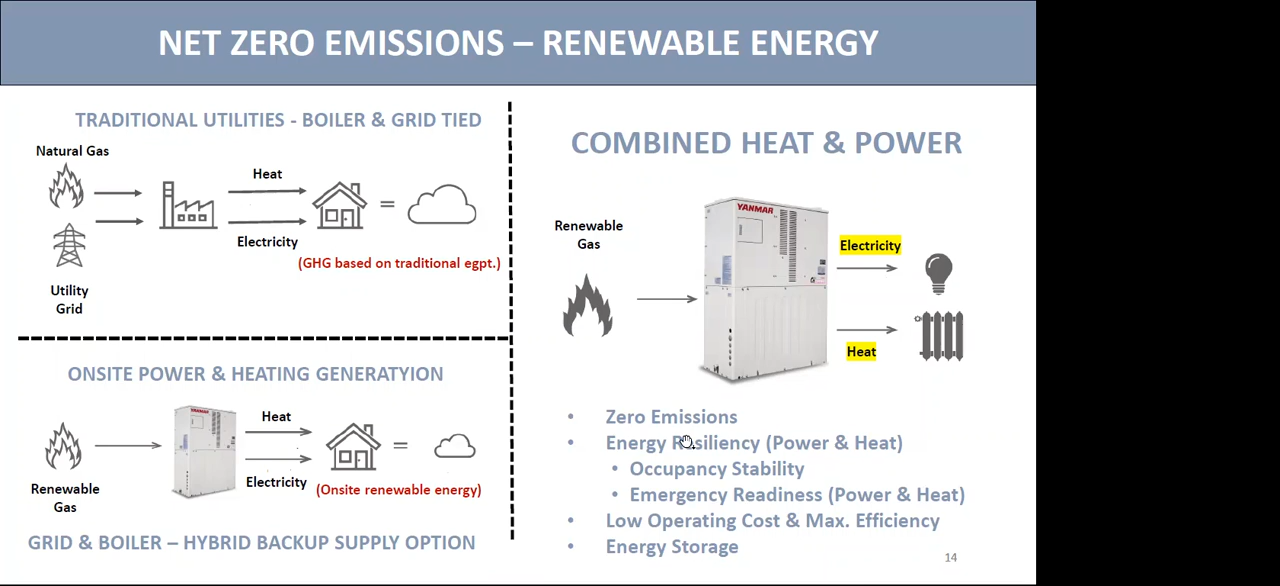 NET ZERO EMISSIONS – RENEWABLE ENERGY
TRADITIONAL UTILITIES - BOILER & GRID TIED
Natural Gas
Heat
Electricity
(GHG based on traditional eqpt.)
Utility
Grid
ONSITE POWER & HEATING GENERATYION
YANMAR
Heat
Electricity
(Onsite renewable energy)
Renewable
Gas
GRID & BOILER – HYBRID BACKUP SUPPLY OPTION
COMBINED HEAT & POWER
Renewable
Gas
YANMAR
Electricity
Heat
• Zero Emissions
• Energy Resiliency (Power & Heat)
• Occupancy Stability
• Emergency Readiness (Power & Heat)
• Low Operating Cost & Max. Efficiency
• Energy Storage
14